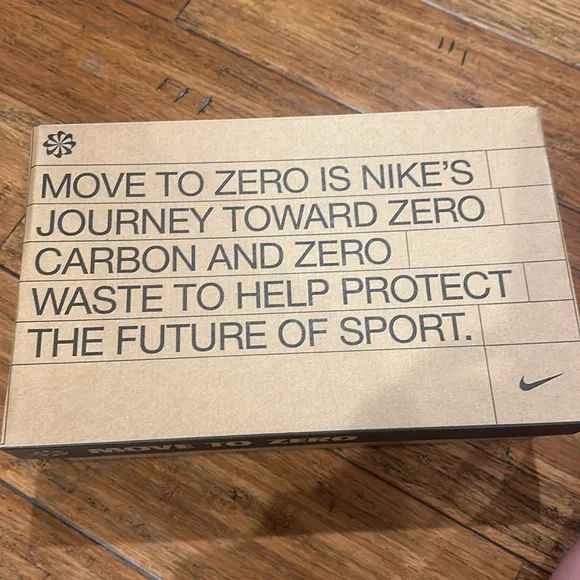 MOVE TO ZERO IS NIKE'S
JOURNEY TOWARD ZERO
CARBON AND ZERO
WASTE TO HELP PROTECT
THE FUTURE OF SPORT.
MOVE TO ZERO